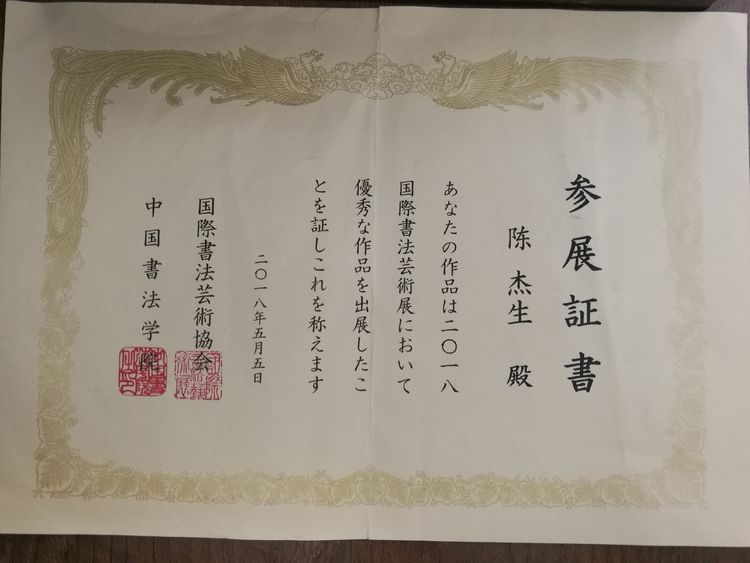 参展証書
陈杰生 殿
あなたの作品は二〇一八
国際書法芸術展において
優秀な作品を出展したこ
とを証しこれを称えます
二〇一八年五月五日
国際書法芸術協会
中国書法学院